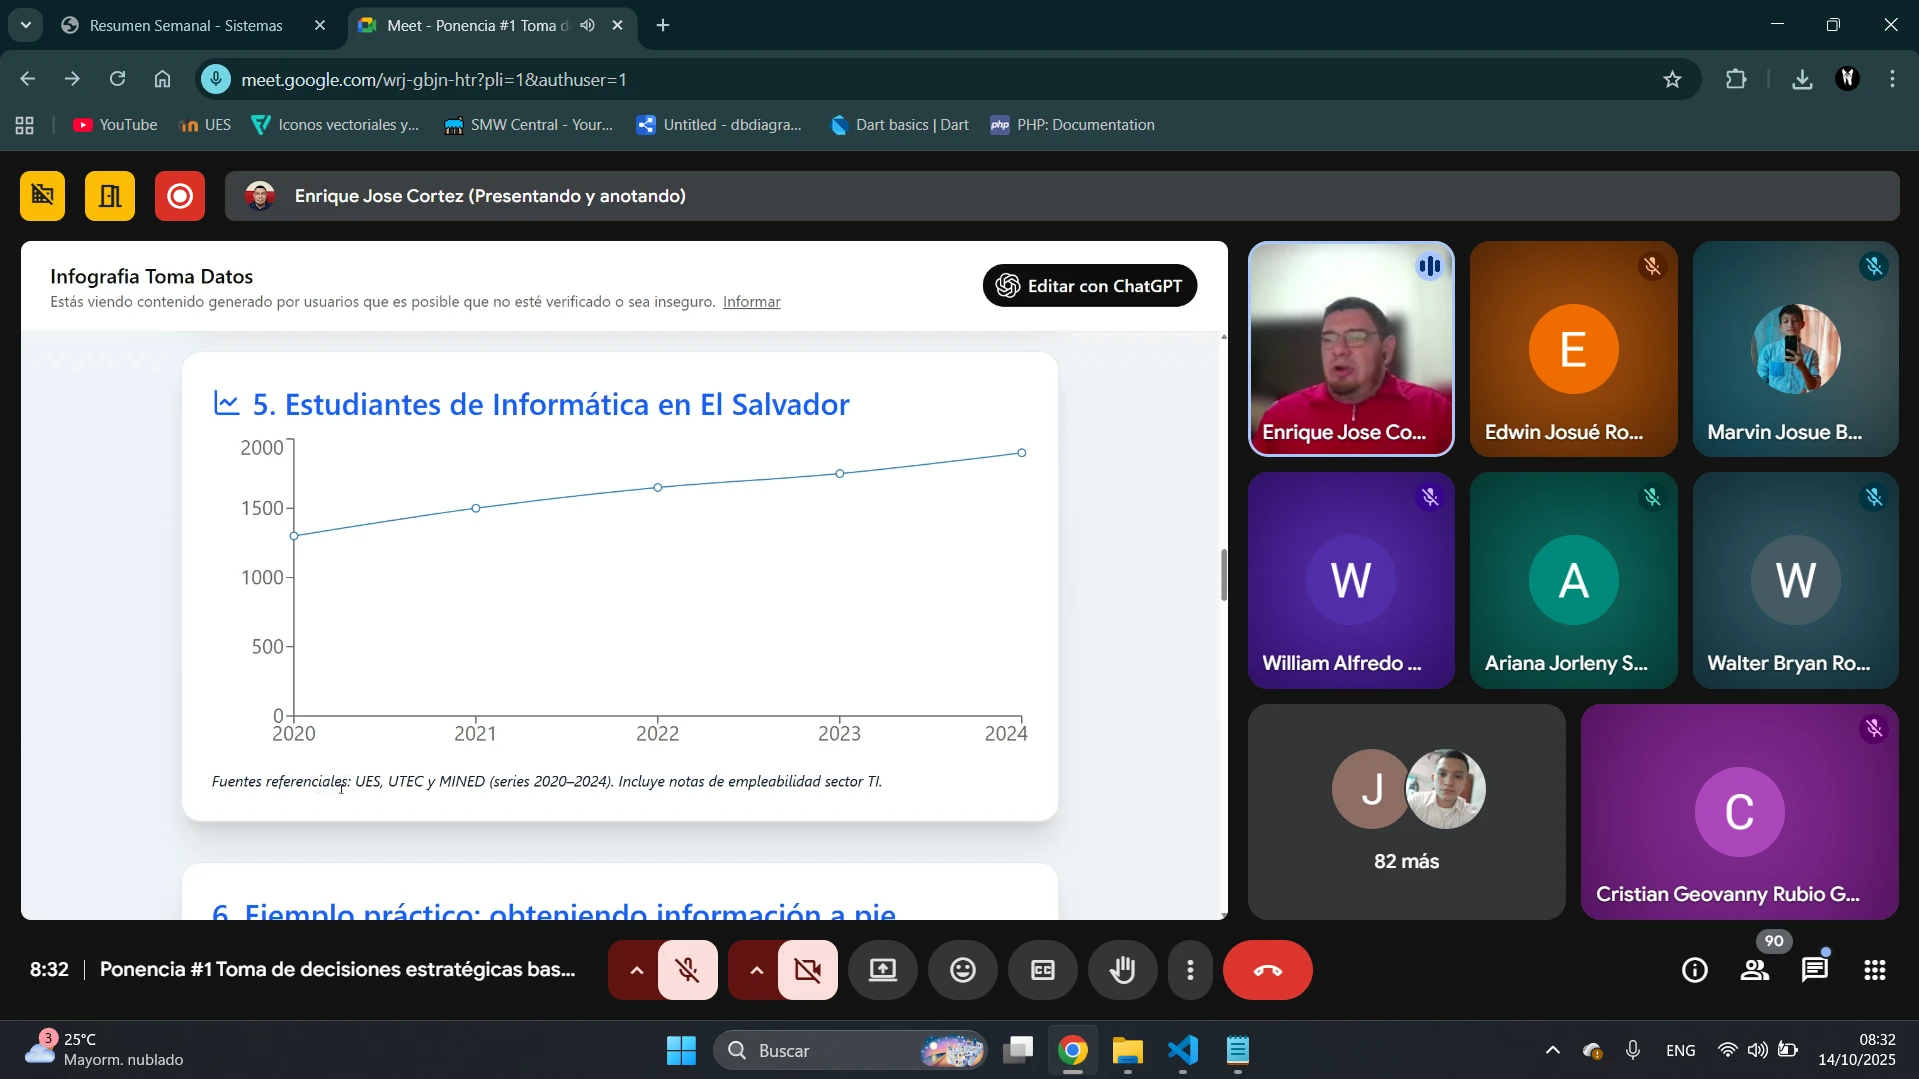 Resumen Semanal - Sistemas
Meet - Ponencia #1 Toma d
meet.google.com/wrj-gbjn-htr?pli=1&authuser=1
YouTube
UES
Iconos vectoriales y...
SMW Central - Your...
Untitled - dbdiagra...
Dart basics | Dart
php PHP: Documentation
Enrique Jose Cortez (Presentando y anotando)
Infografia Toma Datos
Estás viendo contenido generado por usuarios que es posible que no esté verificado o sea inseguro. Informar
Editar con ChatGPT
5. Estudiantes de Informática en El Salvador
2000
1500
1000
500
0
2020 2021 2022 2023 2024
Fuentes referenciales: UES, UTEC y MINED (series 2020–2024). Incluye notas de empleabilidad sector TI.
6. Ejemplo práctico: obteniendo información a pie
Enrique Jose Co...
E
Edwin Josué Ro...
Marvin Josue B...
W
William Alfredo ...
A
Ariana Jorleny S...
W
Walter Bryan Ro...
J
82 más
C
Cristian Geovanny Rubio G...
8:32
Ponencia #1 Toma de decisiones estratégicas bas...
CC
90
3
25°C
Mayorm. nublado
Buscar
ENG
08:32
14/10/2025